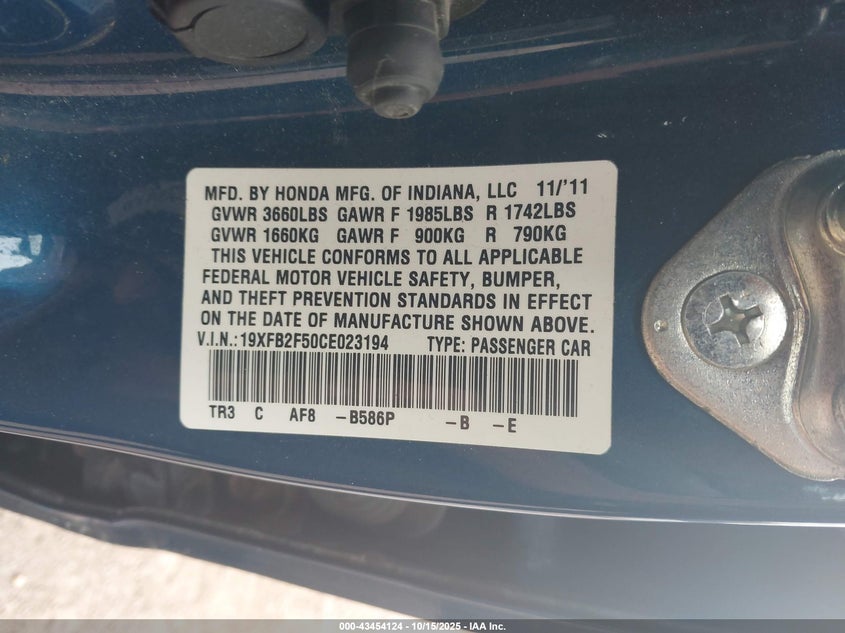 MFD. BY HONDA MFG. OF INDIANA, LLC 11/'11
GVWR 3660LBS GAWR F 1985LBS R 1742LBS
GVWR 1660KG GAWR F 900KG R 790KG
THIS VEHICLE CONFORMS TO ALL APPLICABLE
FEDERAL MOTOR VEHICLE SAFETY, BUMPER,
AND THEFT PREVENTION STANDARDS IN EFFECT
ON THE DATE OF MANUFACTURE SHOWN ABOVE.
V.I.N.:19XFB2F50CE023194 TYPE: PASSENGER CAR
TR3 C AF8 -B586P -B -E
000-43454124 - 10/15/2025 - IAA Inc.